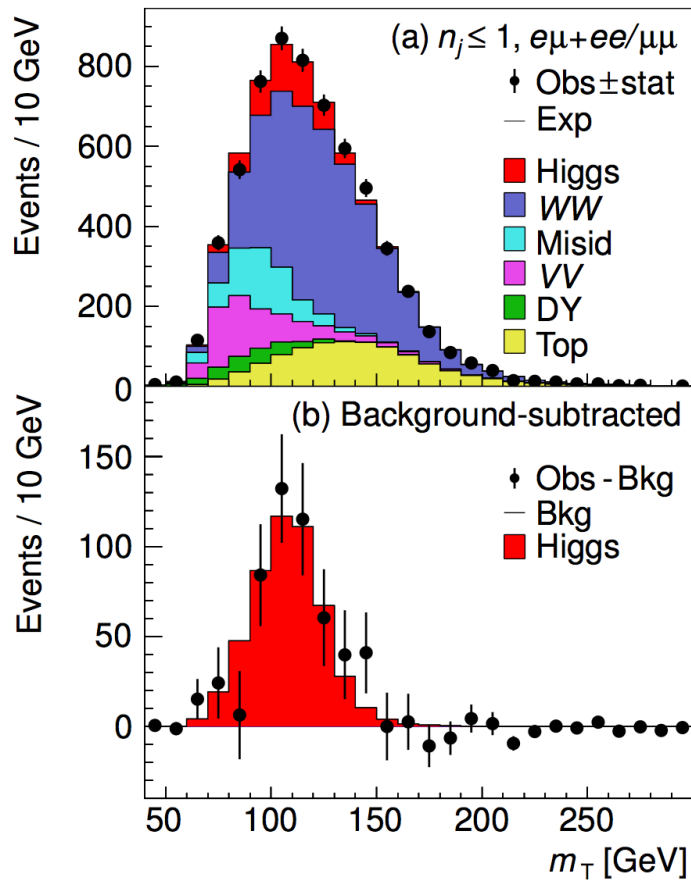 (a) nj ≤ 1, eμ+ee/μμ
Events / 10 GeV
800
600
400
200
0
Obs±stat
Exp
Higgs
WW
Misid
VV
DY
Top
(b) Background-subtracted
Events / 10 GeV
150
100
50
0
Obs - Bkg
Bkg
Higgs
50 100 150 200 250
mT [GeV]